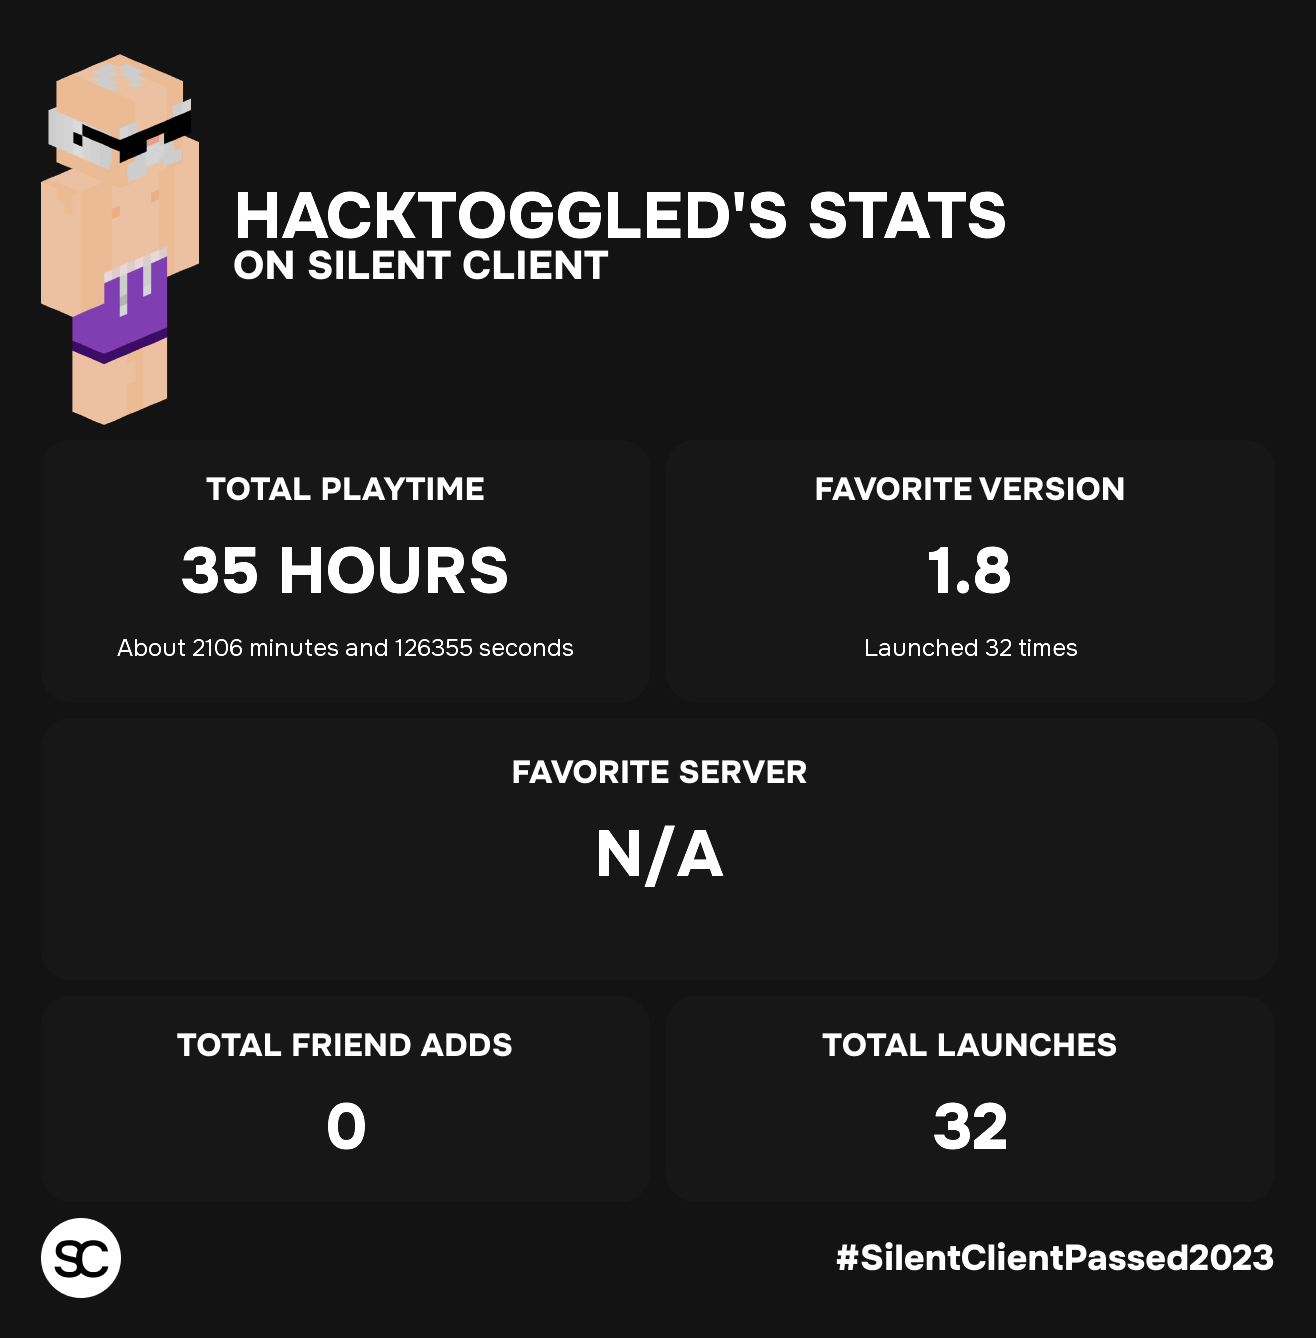 HACKTOGGLED'S STATS
ON SILENT CLIENT
TOTAL PLAYTIME
35 HOURS
About 2106 minutes and 126355 seconds
FAVORITE VERSION
1.8
Launched 32 times
FAVORITE SERVER
N/A
TOTAL FRIEND ADDS
0
TOTAL LAUNCHES
32
SC
#SilentClientPassed2023